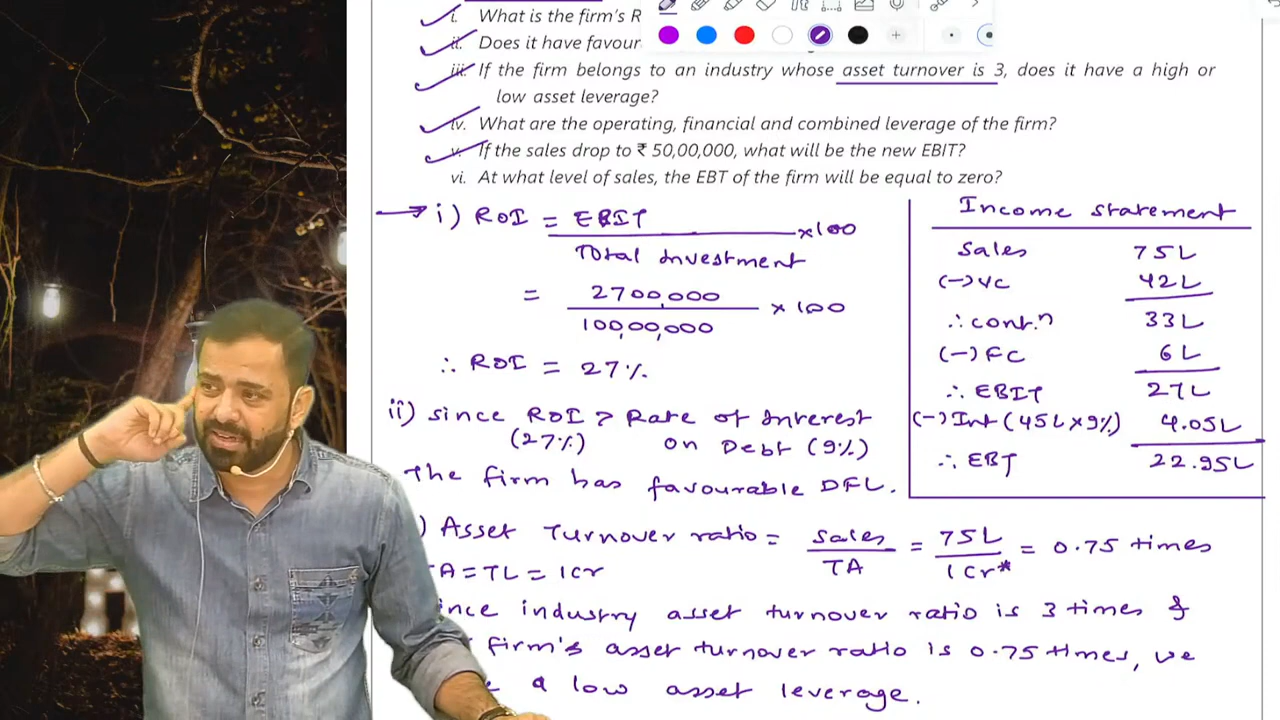 i. What is the firm's R
ii. Does it have favour
iii. If the firm belongs to an industry whose asset turnover is 3, does it have a high or
low asset leverage?
iv. What are the operating, financial and combined leverage of the firm?
v. If the sales drop to ₹ 50,00,000, what will be the new EBIT?
vi. At what level of sales, the EBT of the firm will be equal to zero?
→ i) ROI = EBIT ×100
Total Investment
= 2700,000 × 100
100,00,000
∴ ROI = 27%
ii) since ROI > Rate of Interest
(27%) on Debt (9%)
The firm has favourable DFL.
) Asset Turnover ratio = Sales = 75L = 0.75 times
TA 1Cr*
A = TL = 1Cr
ince industry asset turnover ratio is 3 times &
firm's asset turnover ratio is 0.75 times, we
e a low asset leverage.
Income statement
Sales 75L
(-) VC 42L
∴ contⁿ 33L
(-) FC 6L
∴ EBIT 27L
(-) Int (45L×9%) 4.05L
∴ EBT 22.95L